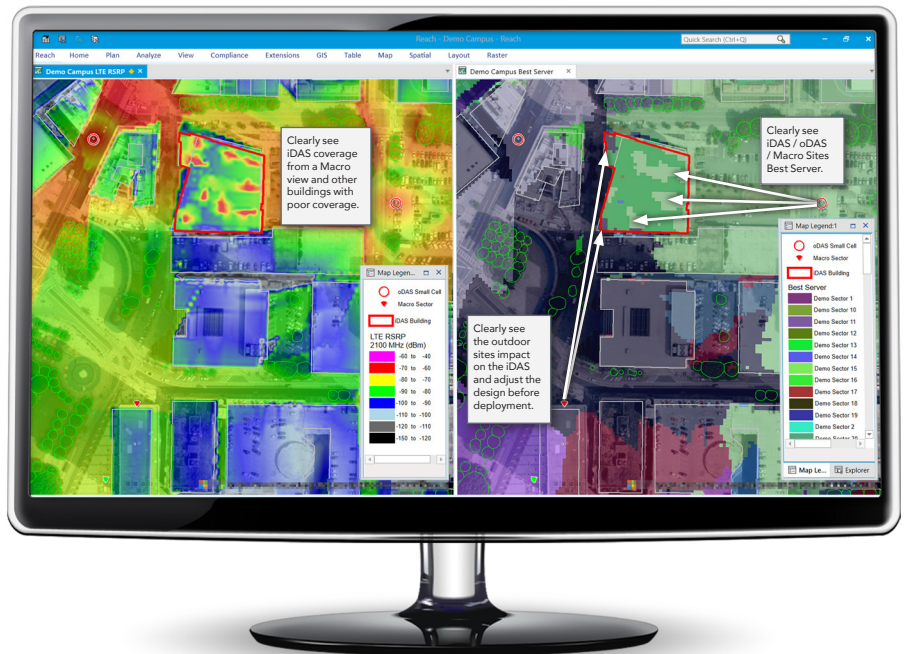 Reach - Demo Campus - Reach
Quick Search (Ctrl+Q)
Reach Home Plan Analyze View Compliance Extensions GIS Table Map Spatial Layout Raster
Demo Campus LTE RSRP
Demo Campus Best Server
Clearly see
iDAS coverage
from a Macro
view and other
buildings with
poor coverage.
Map Legen...
oDAS Small Cell
Macro Sector
iDAS Building
LTE RSRP
2100 MHz (dBm)
-60 to -40
-70 to -60
-80 to -70
-90 to -80
-100 to -90
-110 to -100
-120 to -110
-150 to -120
Clearly see
iDAS / oDAS
/ Macro Sites
Best Server.
Clearly see
the outdoor
sites impact
on the iDAS
and adjust the
design before
deployment.
Map Legend:1
oDAS Small Cell
Macro Sector
iDAS Building
Best Server
Demo Sector 1
Demo Sector 10
Demo Sector 11
Demo Sector 12
Demo Sector 13
Demo Sector 14
Demo Sector 15
Demo Sector 16
Demo Sector 17
Demo Sector 18
Demo Sector 19
Demo Sector 2
Demo Sector 20
Map Le... Explorer